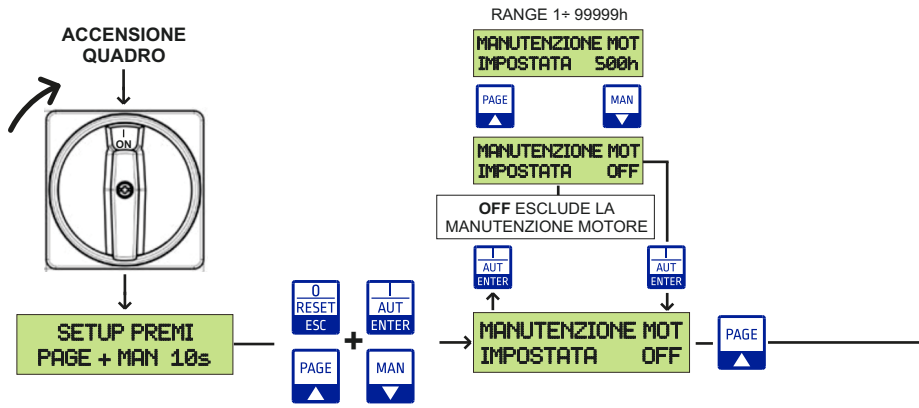 RANGE 1÷ 99999h
ACCENSIONE
QUADRO
MANUTENZIONE MOT
IMPOSTATA 500h
PAGE
MAN
I
ON
MANUTENZIONE MOT
IMPOSTATA OFF
OFF ESCLUDE LA
MANUTENZIONE MOTORE
I
AUT
ENTER
I
AUT
ENTER
SETUP PREMI
PAGE + MAN 10s
0
RESET
ESC
+
I
AUT
ENTER
PAGE
MAN
MANUTENZIONE MOT
IMPOSTATA OFF
PAGE